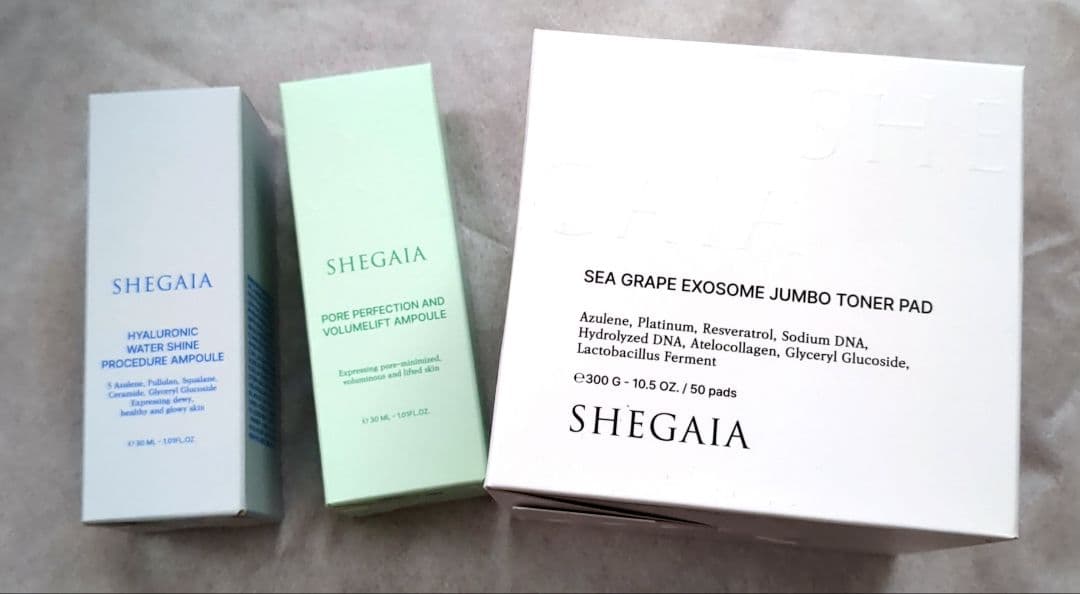 SHEGAIA
HYALURONIC
WATER SHINE
PROCEDURE AMPOULE
5 Azulene, Pullulan, Squalane,
Ceramide, Glyceryl Glucoside
Expressing dewy,
healthy and glowy skin
℮30 ML - 1.01FL.OZ.
SHEGAIA
PORE PERFECTION AND
VOLUMELIFT AMPOULE
Expressing pore-minimized,
voluminous and lifted skin
℮30 ML - 1.01FL.OZ.
SHE
GAIA
SEA GRAPE EXOSOME JUMBO TONER PAD
Azulene, Platinum, Resveratrol, Sodium DNA,
Hydrolyzed DNA, Atelocollagen, Glyceryl Glucoside,
Lactobacillus Ferment
℮300 G - 10.5 OZ. / 50 pads
SHEGAIA